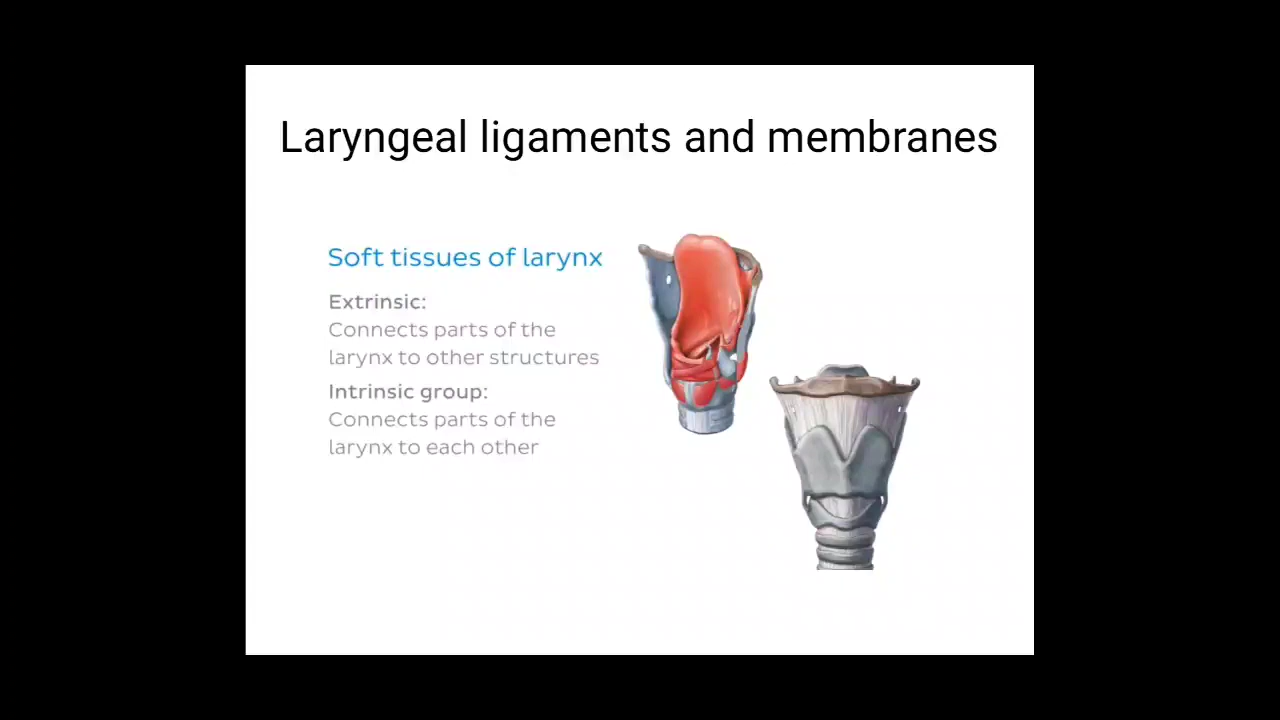 Laryngeal ligaments and membranes
Soft tissues of larynx
Extrinsic:
Connects parts of the
larynx to other structures
Intrinsic group:
Connects parts of the
larynx to each other